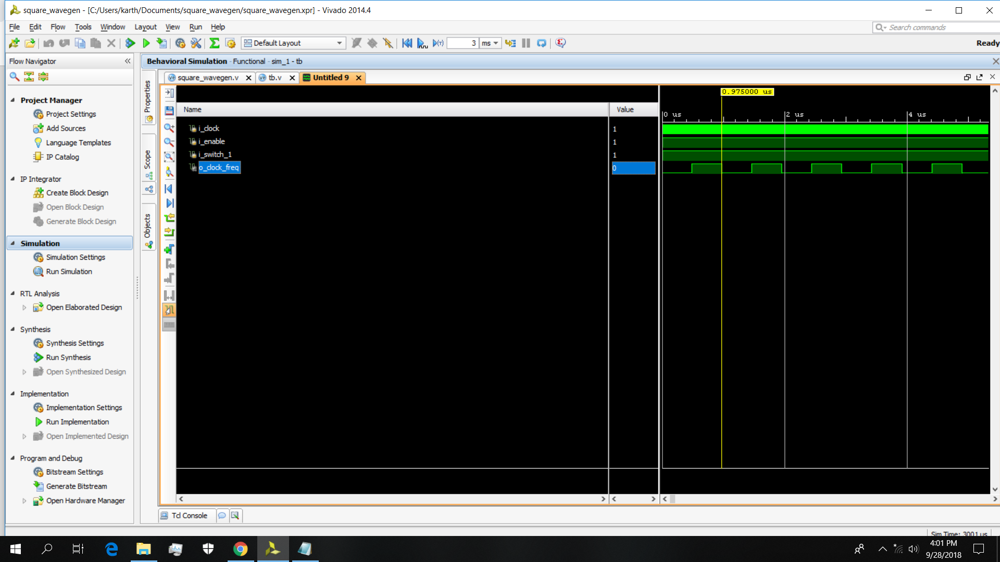 square_wavegen - [C:/Users/karth/Documents/square_wavegen/square_wavegen.xpr] - Vivado 2014.4
File Edit Flow Tools Window Layout View Run Help
Search commands
Default Layout
3 ms
Ready
Flow Navigator
Behavioral Simulation - Functional - sim_1 - tb
square_wavegen.v
tb.v
Untitled 9
Properties
Scope
Objects
Project Manager
Project Settings
Add Sources
Language Templates
IP Catalog
IP Integrator
Create Block Design
Open Block Design
Generate Block Design
Simulation
Simulation Settings
Run Simulation
RTL Analysis
Open Elaborated Design
Synthesis
Synthesis Settings
Run Synthesis
Open Synthesized Design
Implementation
Implementation Settings
Run Implementation
Open Implemented Design
Program and Debug
Bitstream Settings
Generate Bitstream
Open Hardware Manager
Name Value
i_clock 1
i_enable 1
i_switch_1 1
o_clock_freq 0
0.975000 us
0 us 2 us 4 us
Tcl Console
Sim Time: 3001 us
4:01 PM
9/28/2018